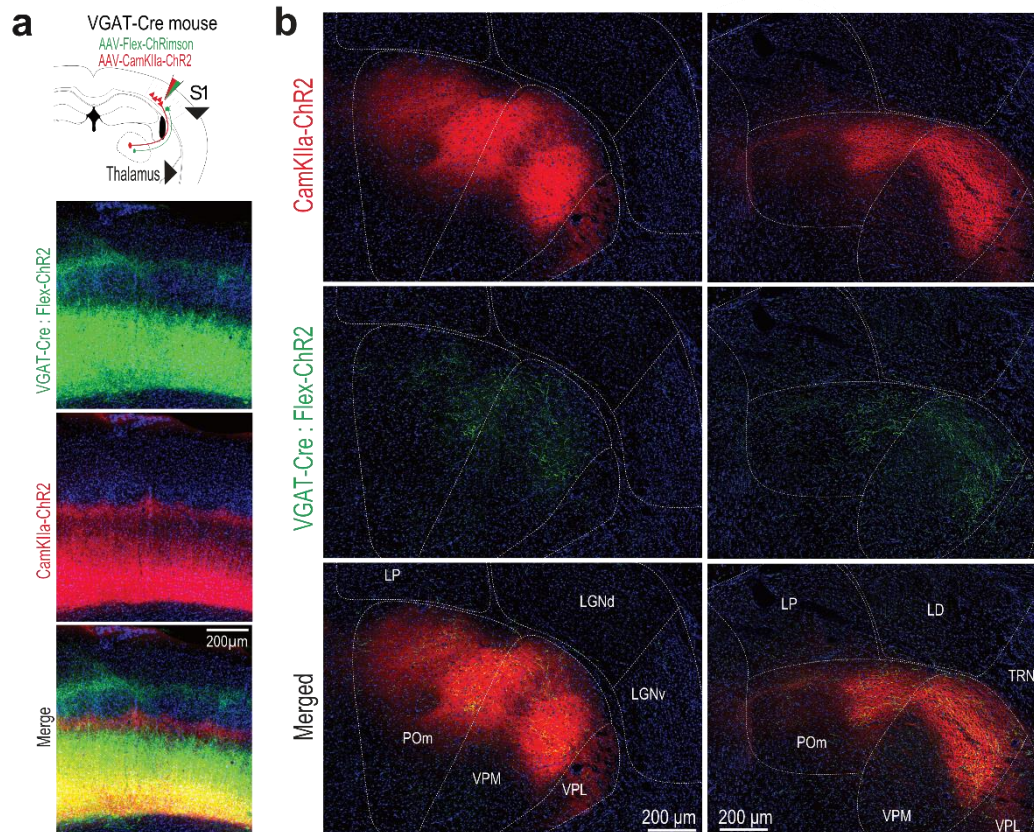 a
VGAT-Cre mouse
AAV-Flex-ChRimson
AAV-CamKIIa-ChR2
S1
Thalamus
VGAT-Cre : Flex-ChR2
CamKIIa-ChR2
200µm
Merge
b
CamKIIa-ChR2
VGAT-Cre : Flex-ChR2
Merged
LP
LGNd
LGNv
POm
VPM
VPL
200 µm
LP
LD
TRN
POm
VPM
VPL
200 µm